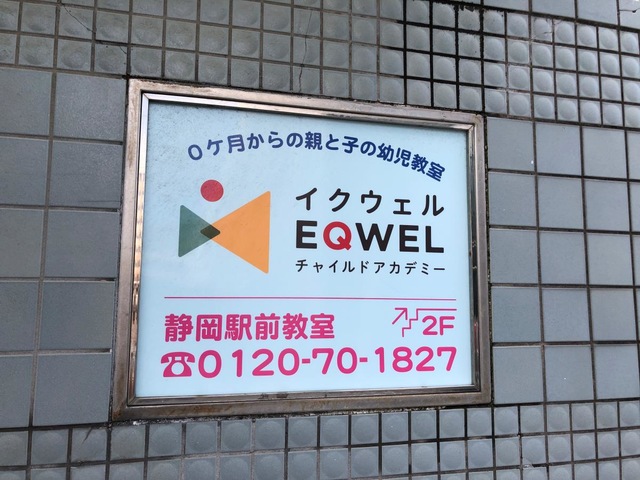 0ケ月からの親と子の幼児教室
イクウェル
EQWEL
チャイルドアカデミー
静岡駅前教室
2F
☎0120-70-1827